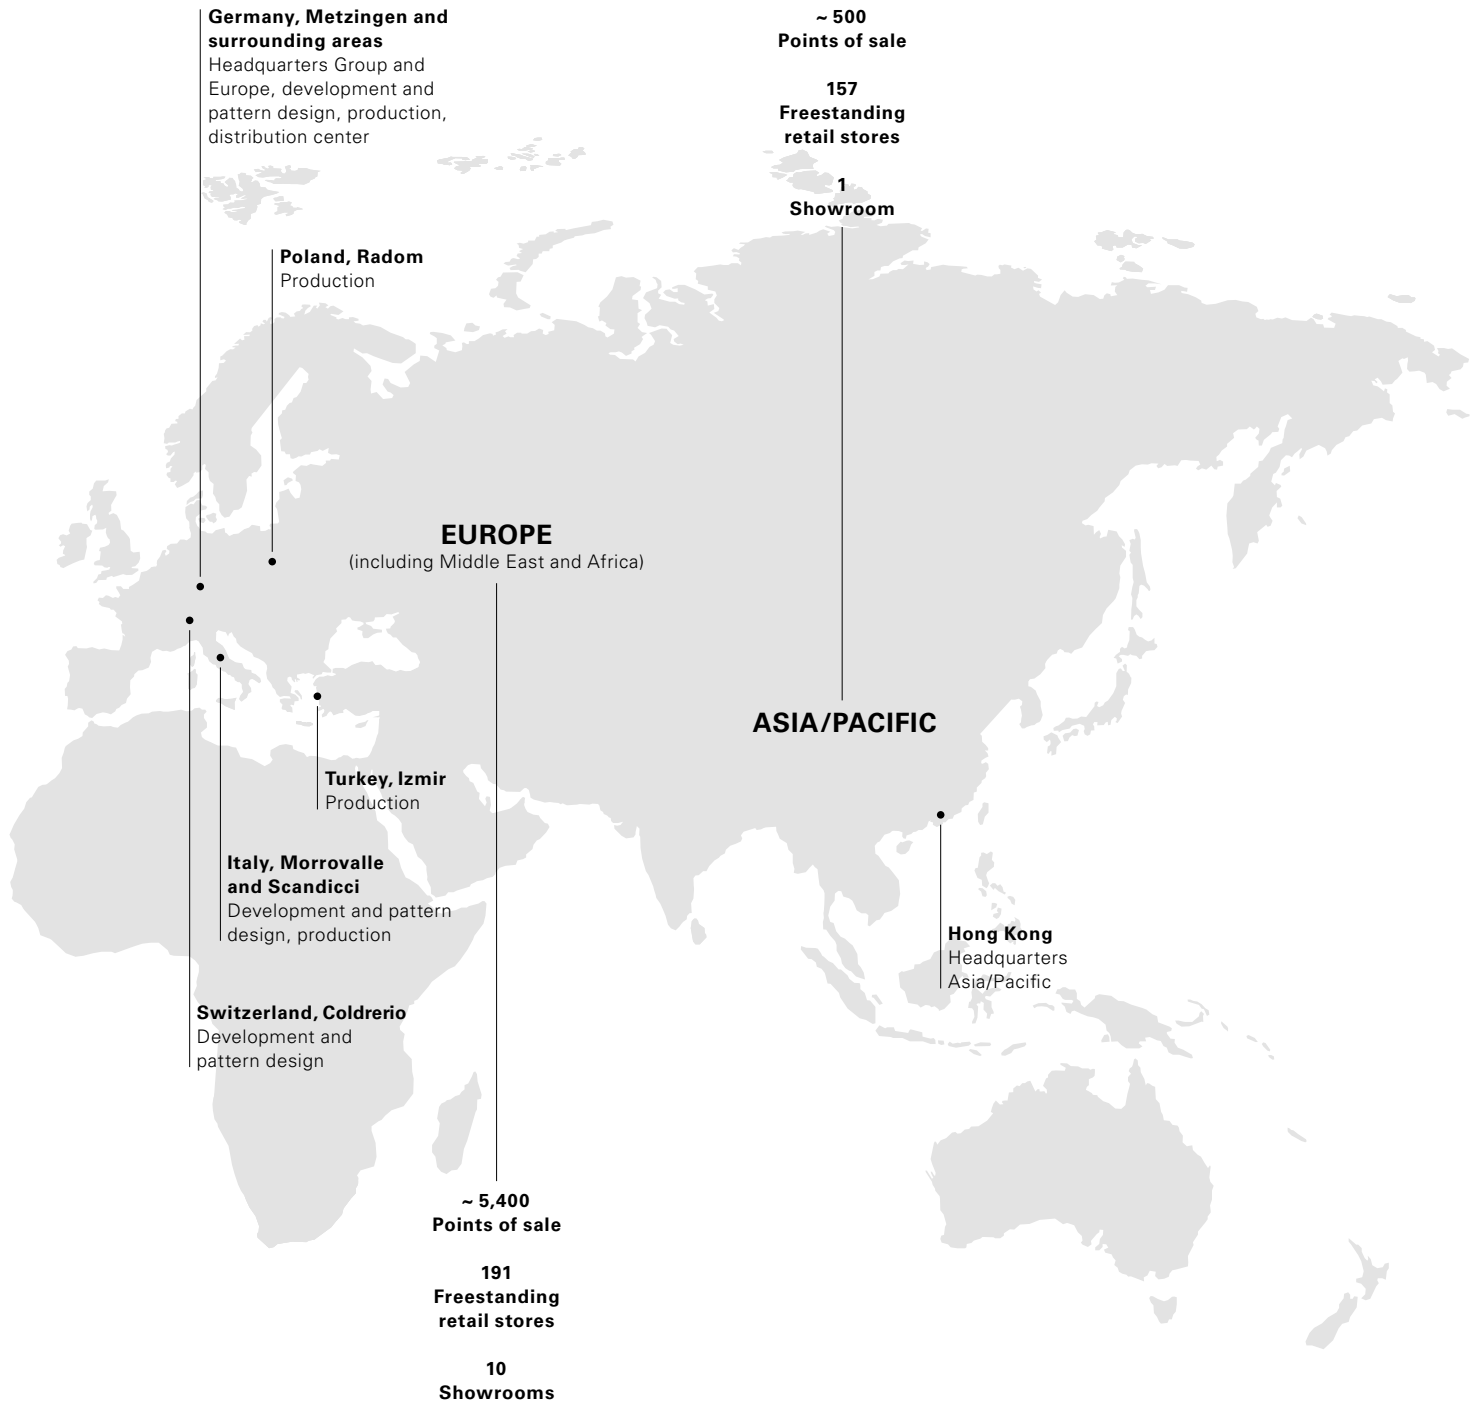 Germany, Metzingen and
surrounding areas
Headquarters Group and
Europe, development and
pattern design, production,
distribution center
~ 500
Points of sale
157
Freestanding
retail stores
1
Showroom
Poland, Radom
Production
EUROPE
(including Middle East and Africa)
ASIA/PACIFIC
Turkey, Izmir
Production
Italy, Morrovalle
and Scandicci
Development and pattern
design, production
Hong Kong
Headquarters
Asia/Pacific
Switzerland, Coldrerio
Development and
pattern design
~ 5,400
Points of sale
191
Freestanding
retail stores
10
Showrooms